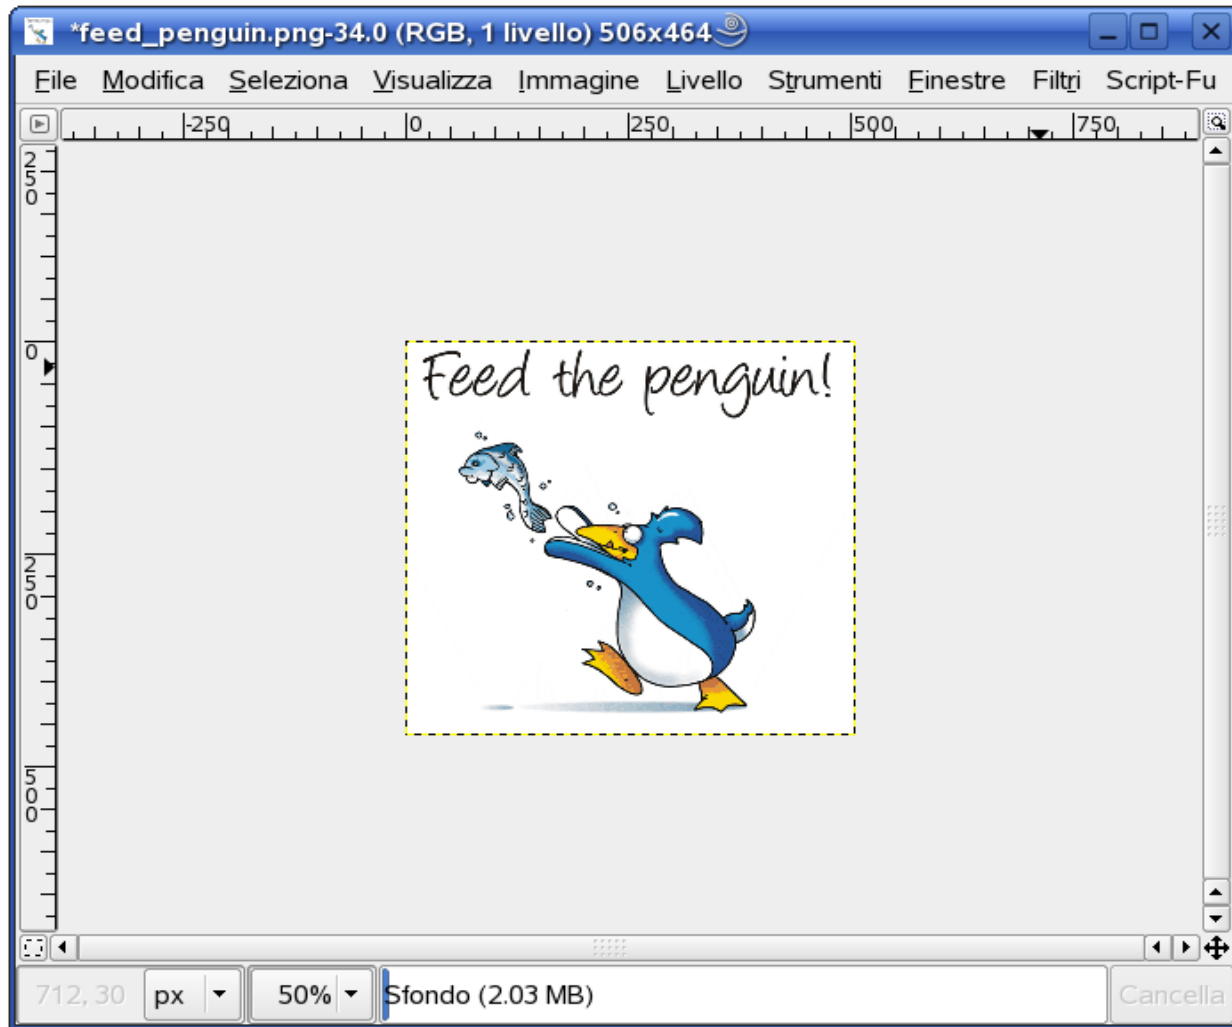 *feed_penguin.png-34.0 (RGB, 1 livello) 506x464
File Modifica Seleziona Visualizza Immagine Livello Strumenti Finestre Filtri Script-Fu
-250 0 250 500 750
250
0
250
500
Feed the penguin!
712, 30 px 50% Sfondo (2.03 MB) Cancella